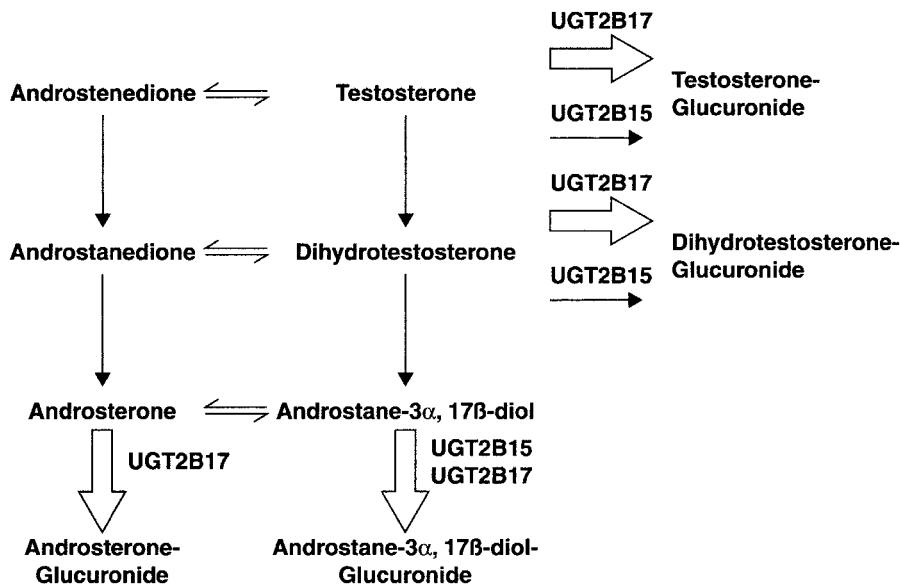 UGT2B17
Androstenedione
Testosterone
Testosterone-
Glucuronide
UGT2B15
UGT2B17
Androstanedione
Dihydrotestosterone
Dihydrotestosterone-
Glucuronide
UGT2B15
Androsterone
Androstane-3α, 17ß-diol
UGT2B17
UGT2B15
UGT2B17
Androsterone-
Glucuronide
Androstane-3α, 17ß-diol-
Glucuronide